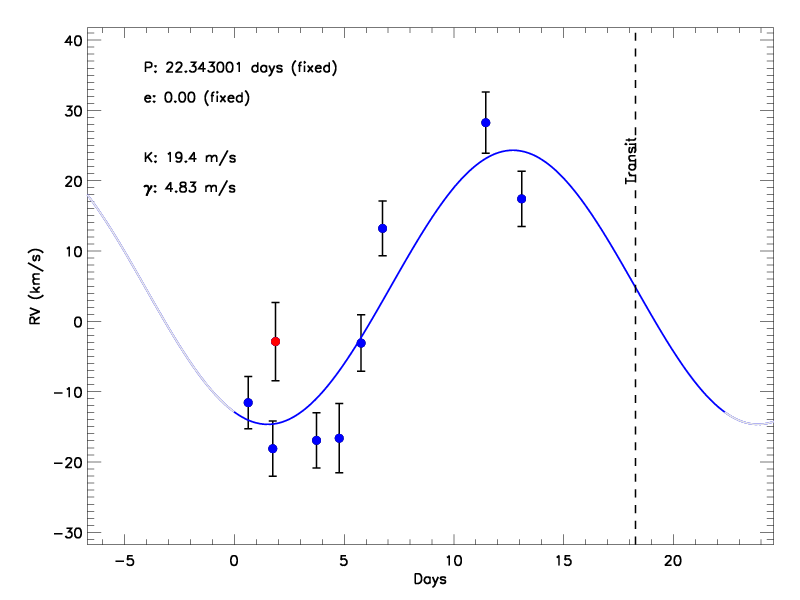 P: 22.343001 days (fixed)
e: 0.00 (fixed)
K: 19.4 m/s
γ: 4.83 m/s
Transit
RV (km/s)
40
30
20
10
0
−10
−20
−30
−5
0
5
10
15
20
Days